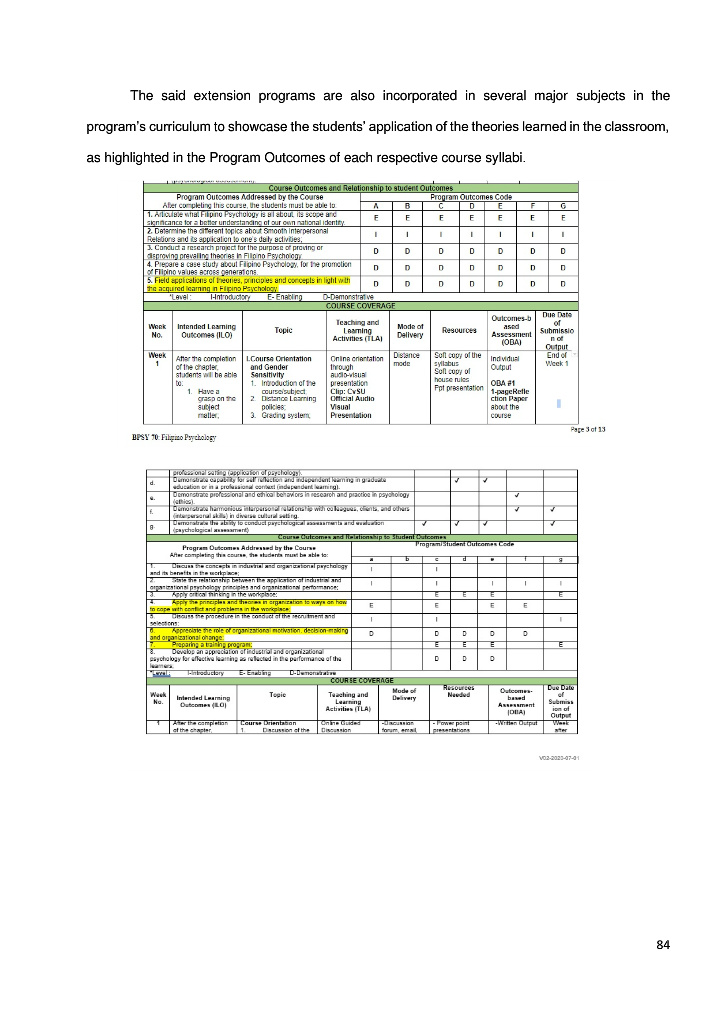 The said extension programs are also incorporated in several major subjects in the
program's curriculum to showcase the students' application of the theories learned in the classroom,
as highlighted in the Program Outcomes of each respective course syllabi.
Course Outcomes and Relationship to student Outcomes
Program Outcomes Addressed by the Course Program Outcomes Code
After completing this course, the students must be able to A B C D E F G
1. Articulate what Filipino Psychology is all about, its scope and E E E E E E E
significance for a better understanding of our own national identity.
2. Determine the different topics about Smooth Interpersonal I I I I I I I
Relations and its application to one's daily activities;
3. Conduct a research project for the purpose of proving or D D D D D D D
disproving prevailing theories in Filipino Psychology
4. Prepare a case study about Filipino Psychology, for the promotion D D D D D D D
of Filipino values across generations.
5. Field applications of theories, principles and concepts in light with D D D D D D D
the acquired learning in Filipino Psychology
*Level: I-Introductory E- Enabling D-Demonstrative
COURSE COVERAGE
Week No. Intended Learning Outcomes (ILO) Topic Teaching and Learning Activities (TLA) Mode of Delivery Resources Outcomes-b ased Assessment (OBA) Due Date of Submissio n of Output
Week 1 After the completion of the chapter, students will be able to: 1. Have a grasp on the subject matter; I.Course Orientation and Gender Sensitivity 1. Introduction of the course/subject 2. Distance Learning policies; 3. Grading system; Online orientation through audio-visual presentation Clip: CvSU Official Audio Visual Presentation Distance mode Soft copy of the syllabus Soft copy of house rules Ppt presentation Individual Output OBA #1 1-pageRefle ction Paper about the course End of Week 1
Page 3 of 13
BPSY 70: Filipino Psychology
professional setting (application of psychology).
d. Demonstrate capability for self reflection and independent learning in graduate ✓ ✓
education or in a professional context (independent learning).
e. Demonstrate professional and ethical behaviors in research and practice in psychology ✓
(ethics).
f. Demonstrate harmonious interpersonal relationship with colleagues, clients, and others ✓ ✓
(interpersonal skills) in diverse cultural setting.
g. Demonstrate the ability to conduct psychological assessments and evaluation ✓ ✓ ✓ ✓
(psychological assessment)
Course Outcomes and Relationship to Student Outcomes
Program Outcomes Addressed by the Course Program/Student Outcomes Code
After completing this course, the students must be able to: a b c d e f g
1. Discuss the concepts in industrial and organizational psychology I I
and its benefits in the workplace;
2. State the relationship between the application of industrial and I I I I I
organizational psychology principles and organizational performance;
3. Apply critical thinking in the workplace; E E E E
4. Apply the principles and theories in organization to ways on how E E E E
to cope with conflict and problems in the workplace;
5. Discuss the procedure in the conduct of the recruitment and I I I
selections;
6. Appreciate the role of organizational motivation, decision-making D D D D D
and organizational change;
7. Preparing a training program; E E E E
8. Develop an appreciation of industrial and organizational D D D
psychology for effective learning as reflected in the performance of the
learners.
*Level: I-Introductory E- Enabling D-Demonstrative
COURSE COVERAGE
Week No. Intended Learning Outcomes (ILO) Topic Teaching and Learning Activities (TLA) Mode of Delivery Resources Needed Outcomes-based Assessment (OBA) Due Date of Submiss ion of Output
1 After the completion of the chapter, Course Orientation 1. Discussion of the Online Guided Discussion -Discussion forum, email, - Power point presentations -Written Output Week after
V02-2020-07-01
84